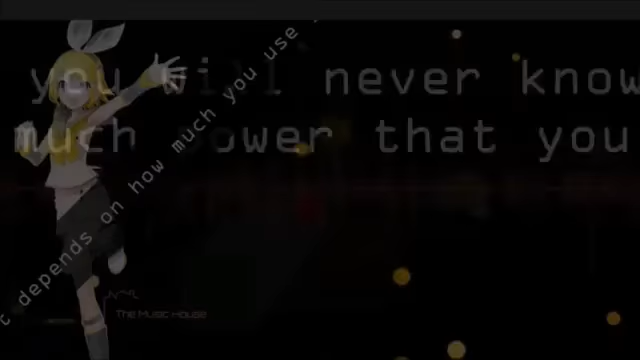 you will never know
much power that you
depends on how much you use
The Music House